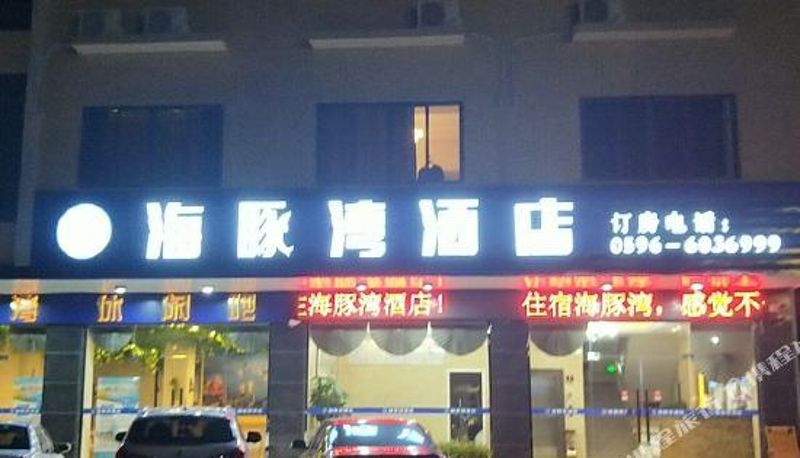 海豚湾酒店
订房电话：
0596-6036999
湾 休闲吧
海豚湾酒店！
住宿海豚湾，感觉不